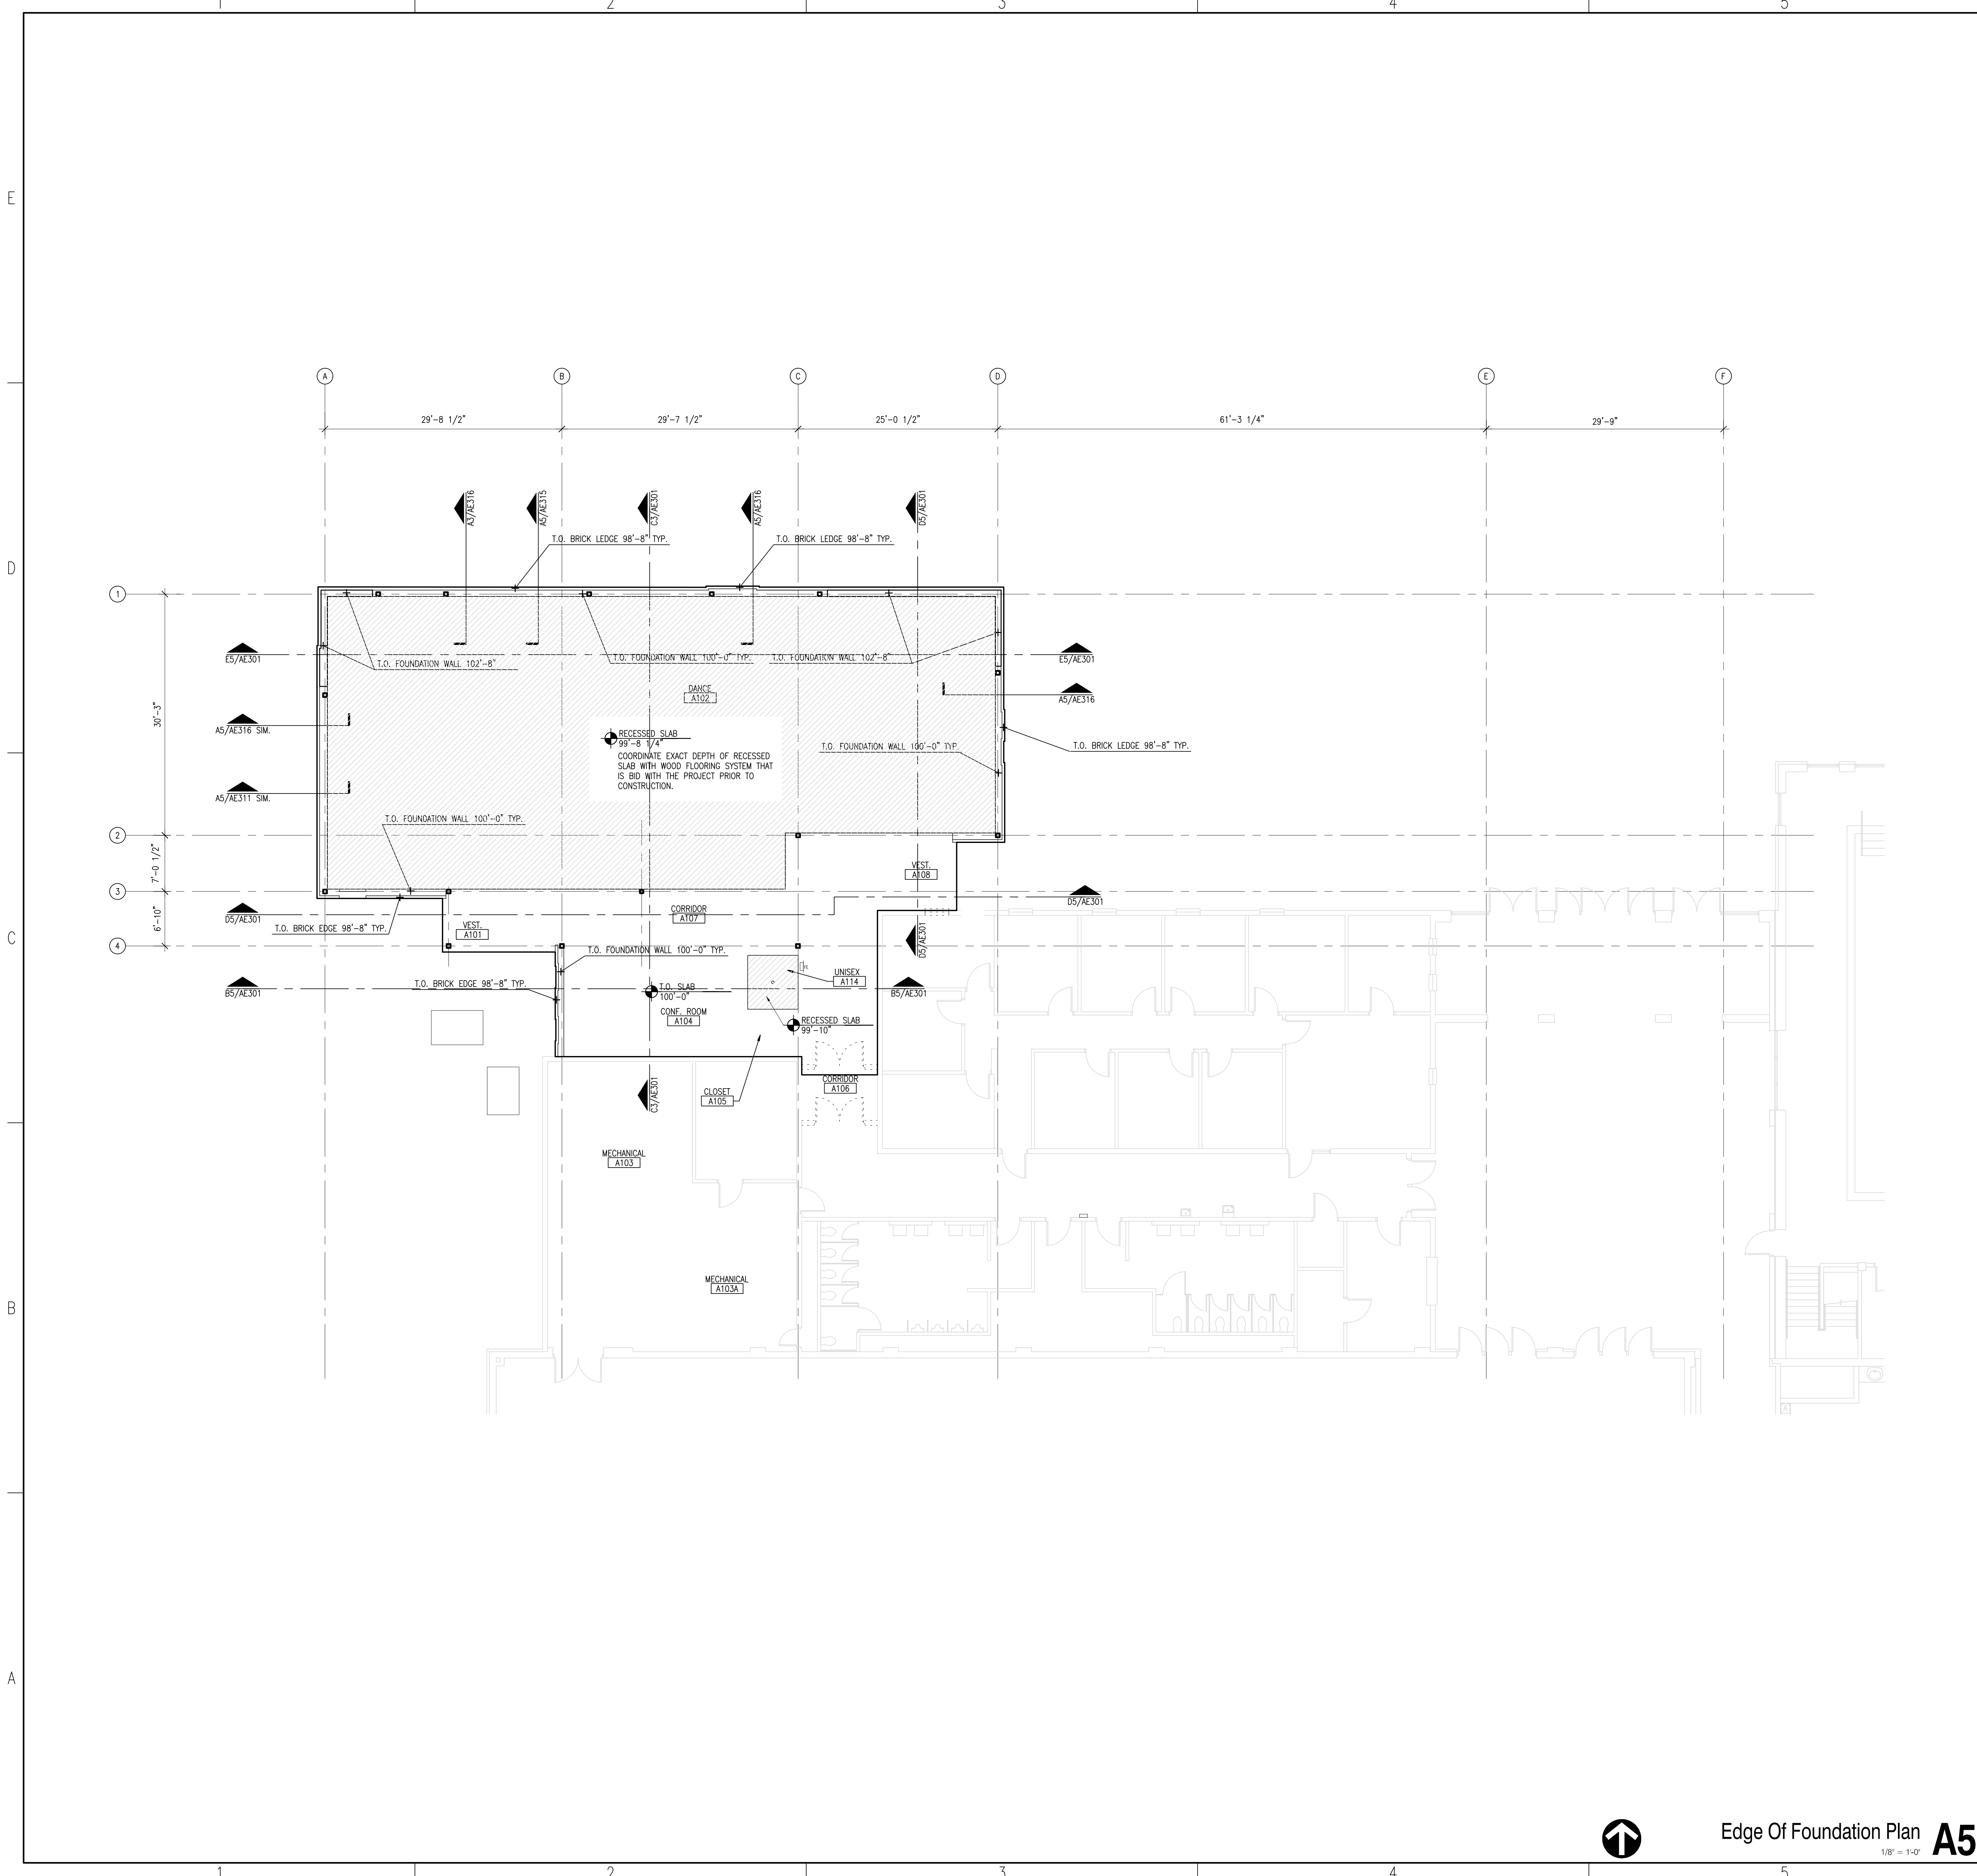 1
2
3
4
5
E
D
C
B
A
A
B
C
D
E
F
29'-8 1/2"
29'-7 1/2"
25'-0 1/2"
61'-3 1/4"
29'-9"
A3/AE316
A5/AE315
C3/AE301
A5/AE316
D5/AE301
T.O. BRICK LEDGE 98'-8" TYP.
T.O. BRICK LEDGE 98'-8" TYP.
1
E5/AE301
T.O. FOUNDATION WALL 102'-8"
T.O. FOUNDATION WALL 100'-0" TYP.
T.O. FOUNDATION WALL 102'-8"
E5/AE301
DANCE
A102
A5/AE316
30'-3"
A5/AE316 SIM.
RECESSED SLAB
99'-8 1/4"
COORDINATE EXACT DEPTH OF RECESSED
SLAB WITH WOOD FLOORING SYSTEM THAT
IS BID WITH THE PROJECT PRIOR TO
CONSTRUCTION.
T.O. FOUNDATION WALL 100'-0" TYP.
T.O. BRICK LEDGE 98'-8" TYP.
A5/AE311 SIM.
T.O. FOUNDATION WALL 100'-0" TYP.
2
7'-0 1/2"
VEST.
A108
3
6'-10"
D5/AE301
D5/AE301
CORRIDOR
A107
T.O. BRICK EDGE 98'-8" TYP.
VEST.
A101
D5/AE301
4
T.O. FOUNDATION WALL 100'-0" TYP.
FE
UNISEX
A114
B5/AE301
T.O. BRICK EDGE 98'-8" TYP.
T.O. SLAB
100'-0"
B5/AE301
CONF. ROOM
A104
RECESSED SLAB
99'-10"
CORRIDOR
A106
CLOSET
A105
C3/AE301
MECHANICAL
A103
MECHANICAL
A103A
Edge Of Foundation Plan
A5
1/8" = 1'-0"
1
2
3
4
5